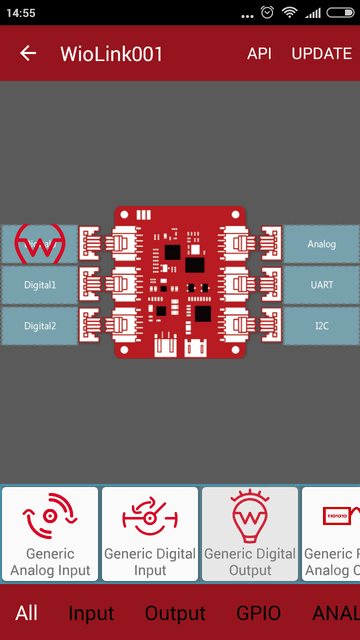 14:55
WioLink001
API
UPDATE
Analog
Digital1
UART
Digital2
I2C
Generic
Analog Input
Generic Digital
Input
Generic Digital
Output
Generic
Analog
All
Input
Output
GPIO